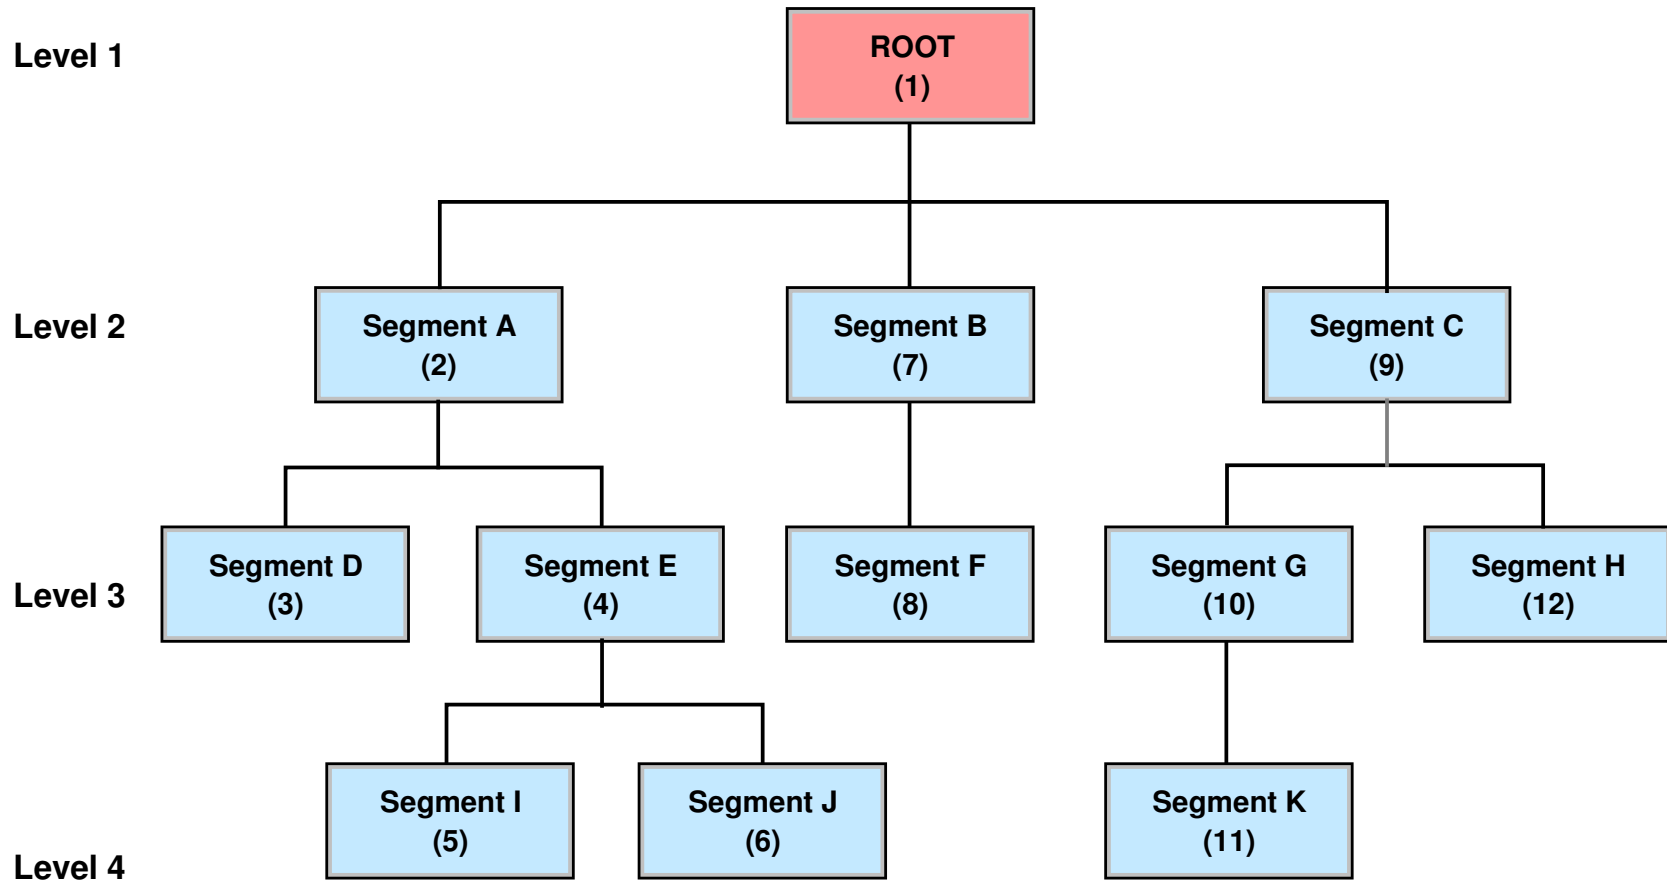 Level 1
ROOT
(1)
Level 2
Segment A
(2)
Segment B
(7)
Segment C
(9)
Level 3
Segment D
(3)
Segment E
(4)
Segment F
(8)
Segment G
(10)
Segment H
(12)
Level 4
Segment I
(5)
Segment J
(6)
Segment K
(11)